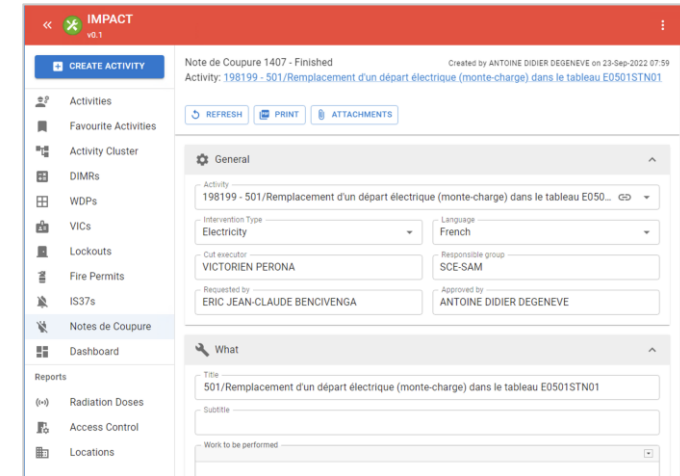 IMPACT
v0.1
CREATE ACTIVITY
Activities
Favourite Activities
Activity Cluster
DIMRs
WDPs
VICs
Lockouts
Fire Permits
IS37s
Notes de Coupure
Dashboard
Reports
Radiation Doses
Access Control
Locations
Note de Coupure 1407 - Finished
Created by ANTOINE DIDIER DEGENEVE on 23-Sep-2022 07:59
Activity: 198199 - 501/Remplacement d'un départ électrique (monte-charge) dans le tableau E0501STN01
REFRESH
PRINT
ATTACHMENTS
General
Activity
198199 - 501/Remplacement d'un départ électrique (monte-charge) dans le tableau E050...
Intervention Type
Electricity
Language
French
Cut executor
VICTORIEN PERONA
Responsible group
SCE-SAM
Requested by
ERIC JEAN-CLAUDE BENCIVENGA
Approved by
ANTOINE DIDIER DEGENEVE
What
Title
501/Remplacement d'un départ électrique (monte-charge) dans le tableau E0501STN01
Subtitle
Work to be performed